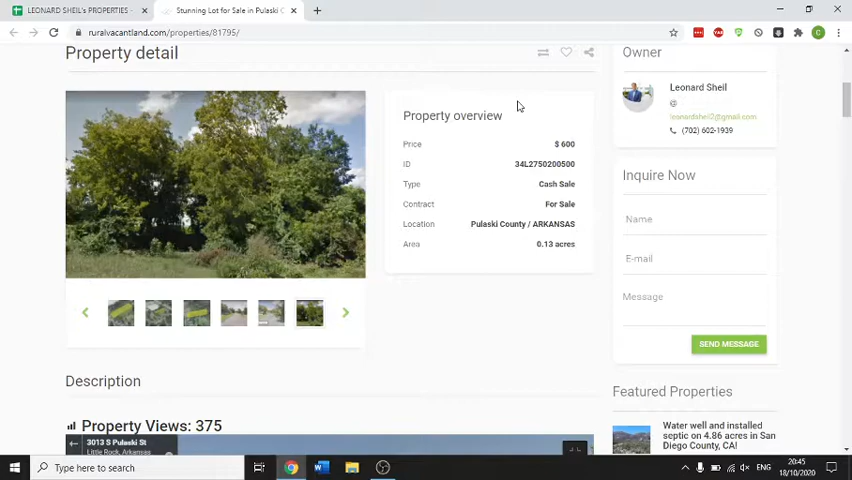 LEONARD SHEIL's PROPERTIES -
Stunning Lot for Sale in Pulaski C
ruralvacantland.com/properties/81795/
Property detail
Property overview
Price $ 600
ID 34L2750200500
Type Cash Sale
Contract For Sale
Location Pulaski County / ARKANSAS
Area 0.13 acres
Description
Property Views: 375
3013 S Pulaski St
Little Rock, Arkansas
Owner
Leonard Sheil
@
leonardsheil2@gmail.com
(702) 602-1939
Inquire Now
Name
E-mail
Message
SEND MESSAGE
Featured Properties
Water well and installed
septic on 4.86 acres in San
Diego County, CA!
Type here to search
ENG
20:45
18/10/2020